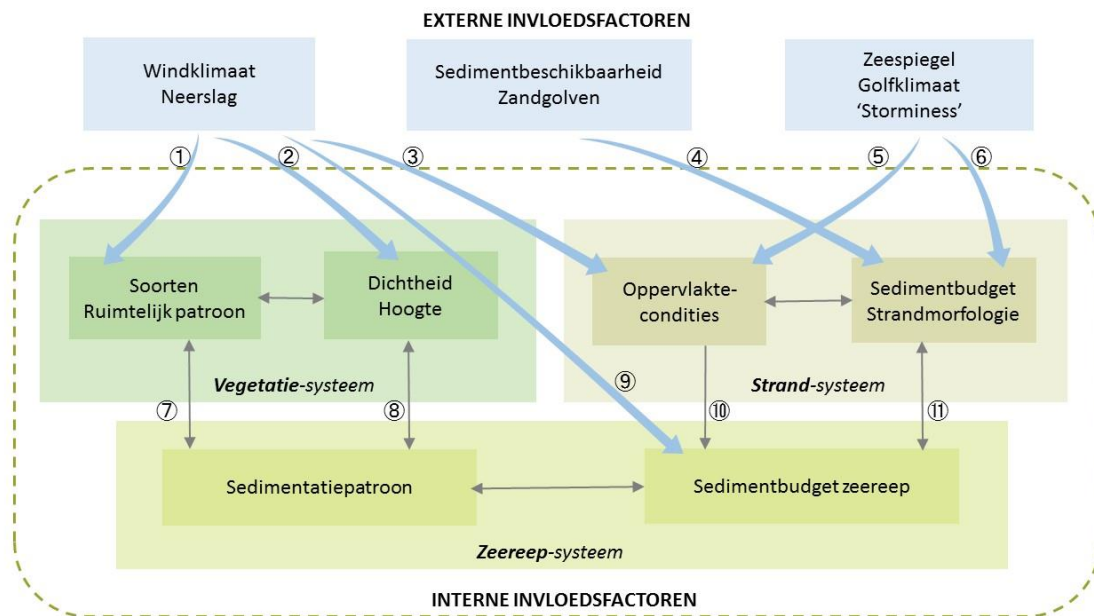 EXTERNE INVLOEDSFACTOREN
Windklimaat
Neerslag
Sedimentbeschikbaarheid
Zandgolven
Zeespiegel
Golfklimaat
‘Storminess’
①
②
③
④
⑤
⑥
Soorten
Ruimtelijk patroon
Dichtheid
Hoogte
Oppervlakte-
condities
Sedimentbudget
Strandmorfologie
Vegetatie-systeem
⑨
Strand-systeem
⑦
⑧
⑩
⑪
Sedimentatiepatroon
Sedimentbudget zeereep
Zeereep-systeem
INTERNE INVLOEDSFACTOREN